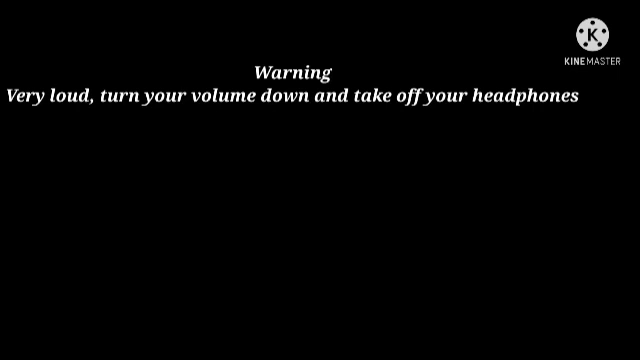 K
KINEMASTER
Warning
Very loud, turn your volume down and take off your headphones